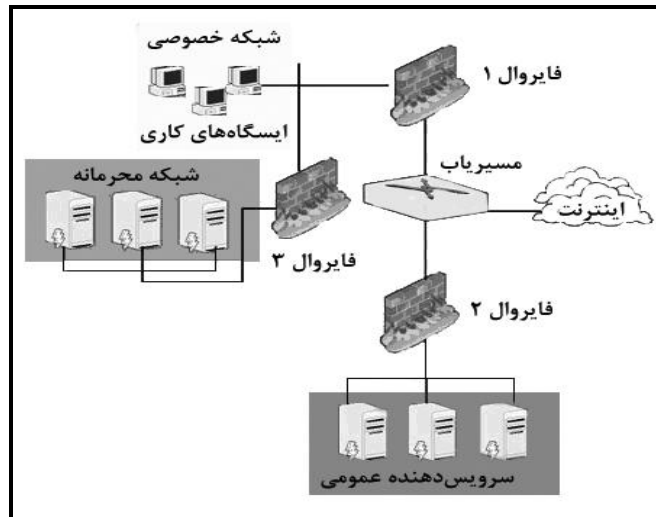 شبکه خصوصی
فایروال ۱
ایستگاه‌های کاری
مسیریاب
شبکه محرمانه
اینترنت
فایروال ۳
فایروال ۲
سرویس‌دهنده عمومی